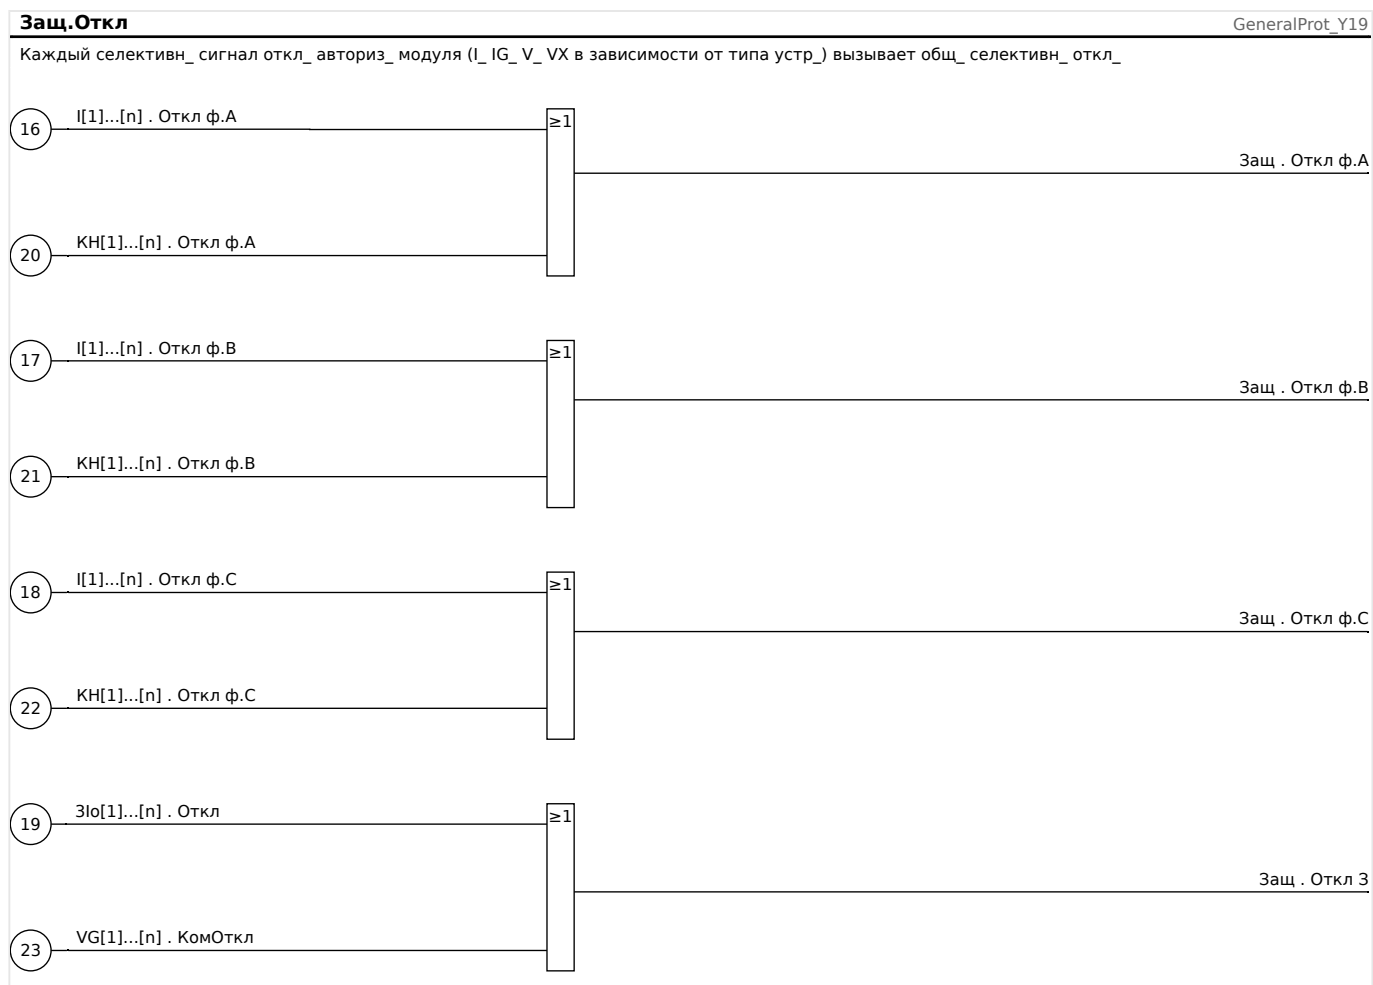 Защ.Откл
GeneralProt_Y19
Каждый селективн_ сигнал откл_ авториз_ модуля (I_ IG_ V_ VX в зависимости от типа устр_) вызывает общ_ селективн_ откл_
16
I[1]...[n] . Откл ф.A
≥1
Защ . Откл ф.A
20
КН[1]...[n] . Откл ф.A
17
I[1]...[n] . Откл ф.B
≥1
Защ . Откл ф.B
21
КН[1]...[n] . Откл ф.B
18
I[1]...[n] . Откл ф.C
≥1
Защ . Откл ф.C
22
КН[1]...[n] . Откл ф.C
19
3Io[1]...[n] . Откл
≥1
Защ . Откл З
23
VG[1]...[n] . КомОткл